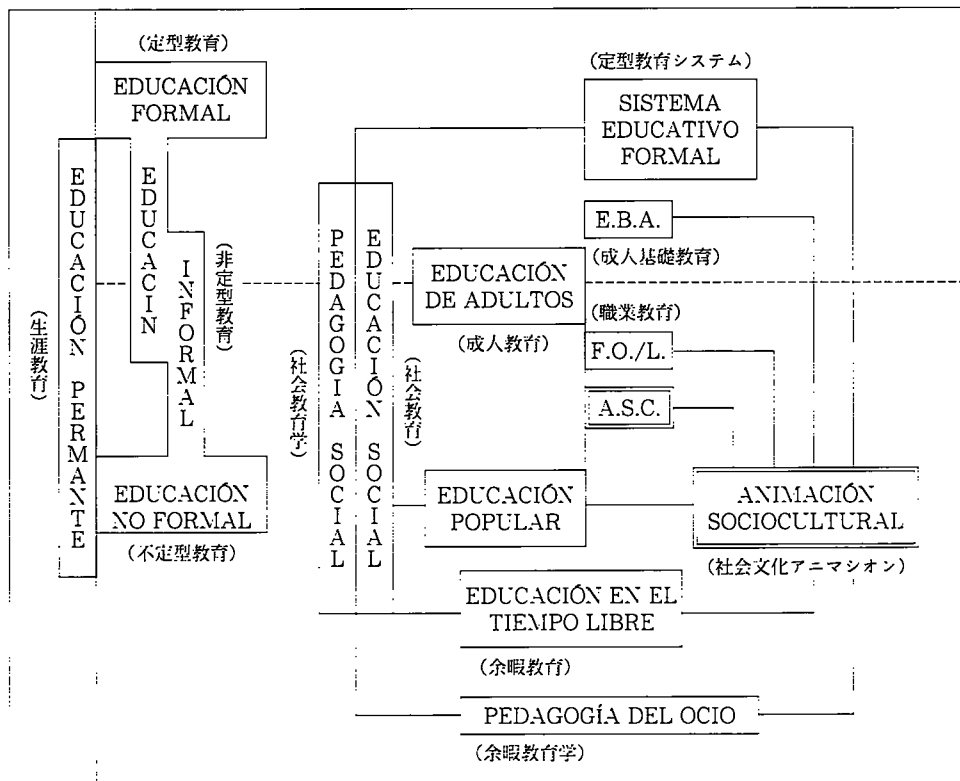 (定型教育)
EDUCACIÓN
FORMAL
EDUCACIÓN PERMANTE
(生涯教育)
EDUCACIN
INFORMAL
(非定型教育)
EDUCACIÓN
NO FORMAL
(不定型教育)
PEDAGOGIA SOCIAL
(社会教育学)
EDUCACIÓN SOCIAL
(社会教育)
(定型教育システム)
SISTEMA
EDUCATIVO
FORMAL
E.B.A.
(成人基礎教育)
EDUCACIÓN
DE ADULTOS
(成人教育)
(職業教育)
F.O./L.
A.S.C.
EDUCACIÓN
POPULAR
ANIMACIÓN
SOCIOCULTURAL
(社会文化アニマシオン)
EDUCACIÓN EN EL
TIEMPO LIBRE
(余暇教育)
PEDAGOGÍA DEL OCIO
(余暇教育学)